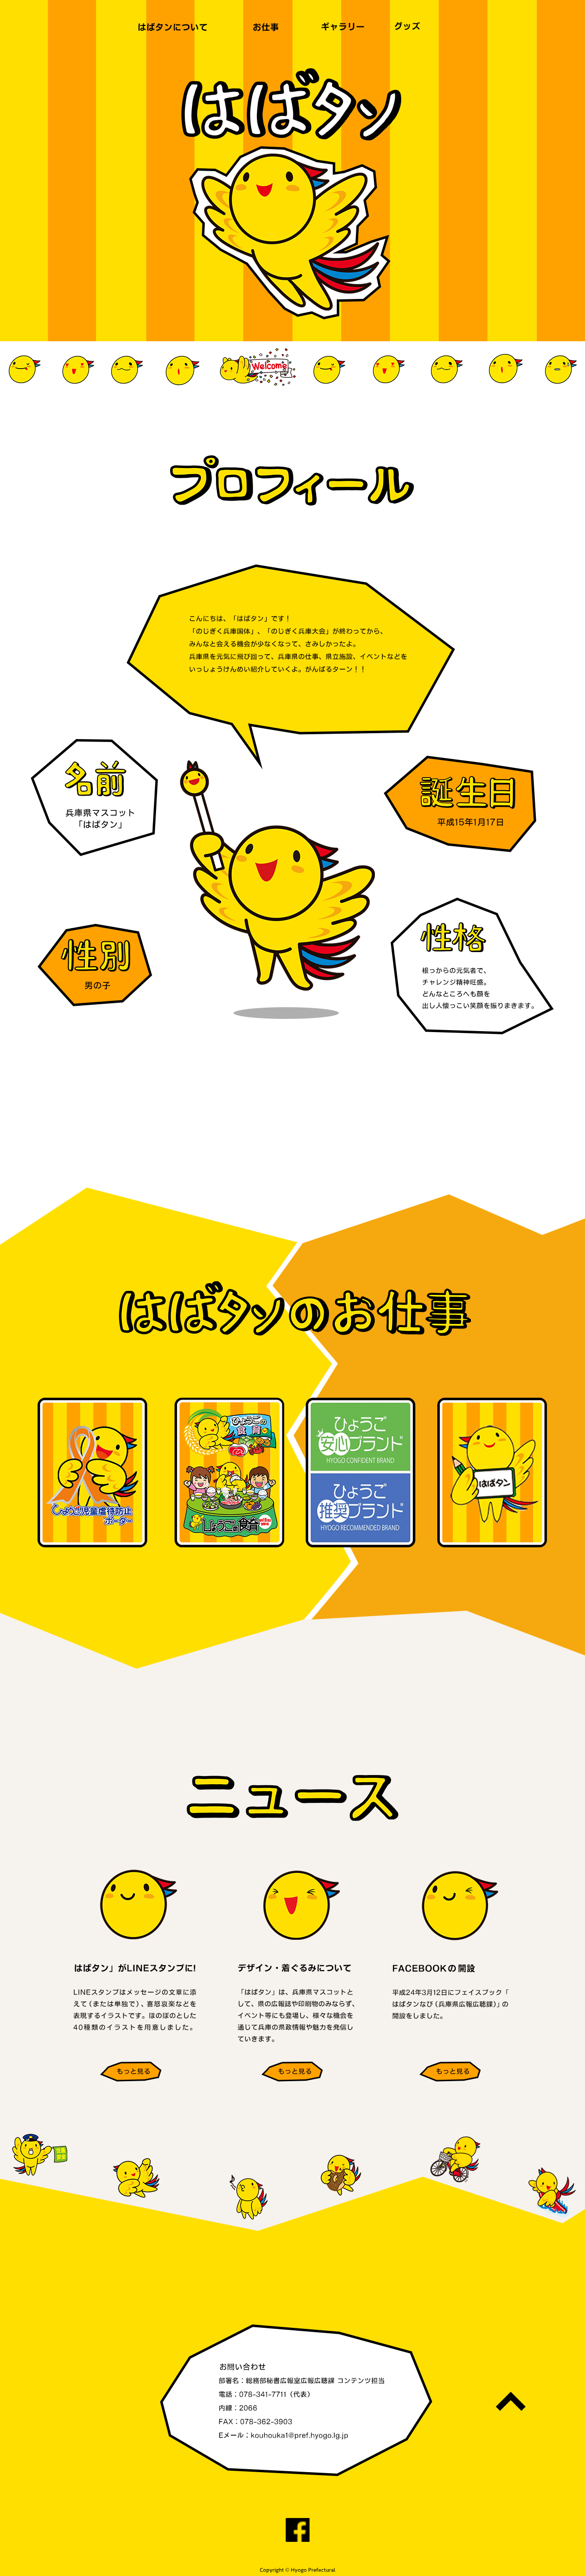 はばタンについて
お仕事
ギャラリー
グッズ
はばタン
Welcome
プロフィール
こんにちは、「はばタン」です！
「のじぎく兵庫国体」、「のじぎく兵庫大会」が終わってから、
みんなと会える機会が少なくなって、さみしかったよ。
兵庫県を元気に飛び回って、兵庫県の仕事、県立施設、イベントなどを
いっしょうけんめい紹介していくよ。がんばるターン！！
名前
兵庫県マスコット
「はばタン」
誕生日
平成15年1月17日
性別
男の子
性格
根っからの元気者で、
チャレンジ精神旺盛。
どんなところへも顔を
出し人懐っこい笑顔を振りまきます。
はばタンのお仕事
ひょうご児童虐待防止
ポーター
ひょうごの
食育
ひょうごの食育
ひょうご
安心ブランド
HYOGO CONFIDENT BRAND
ひょうご
推奨ブランド
HYOGO RECOMMENDED BRAND
はばタン
ニュース
はばタン」がLINEスタンプに!
LINEスタンプはメッセージの文章に添
えて（または単独で）、喜怒哀楽などを
表現するイラストです。ほのぼのとした
40種類のイラストを用意しました。
もっと見る
デザイン・着ぐるみについて
「はばタン」は、兵庫県マスコットと
して、県の広報誌や印刷物のみならず、
イベント等にも登場し、様々な機会を
通じて兵庫の県政情報や魅力を発信し
ていきます。
もっと見る
FACEBOOKの開設
平成24年3月12日にフェイスブック「
はばタンなび（兵庫県広報広聴課）」の
開設をしました。
もっと見る
お問い合わせ
部署名：総務部秘書広報室広報広聴課 コンテンツ担当
電話：078-341-7711（代表）
内線：2066
FAX：078-362-3903
Eメール：kouhouka1@pref.hyogo.lg.jp
Copyright © Hyogo Prefectural